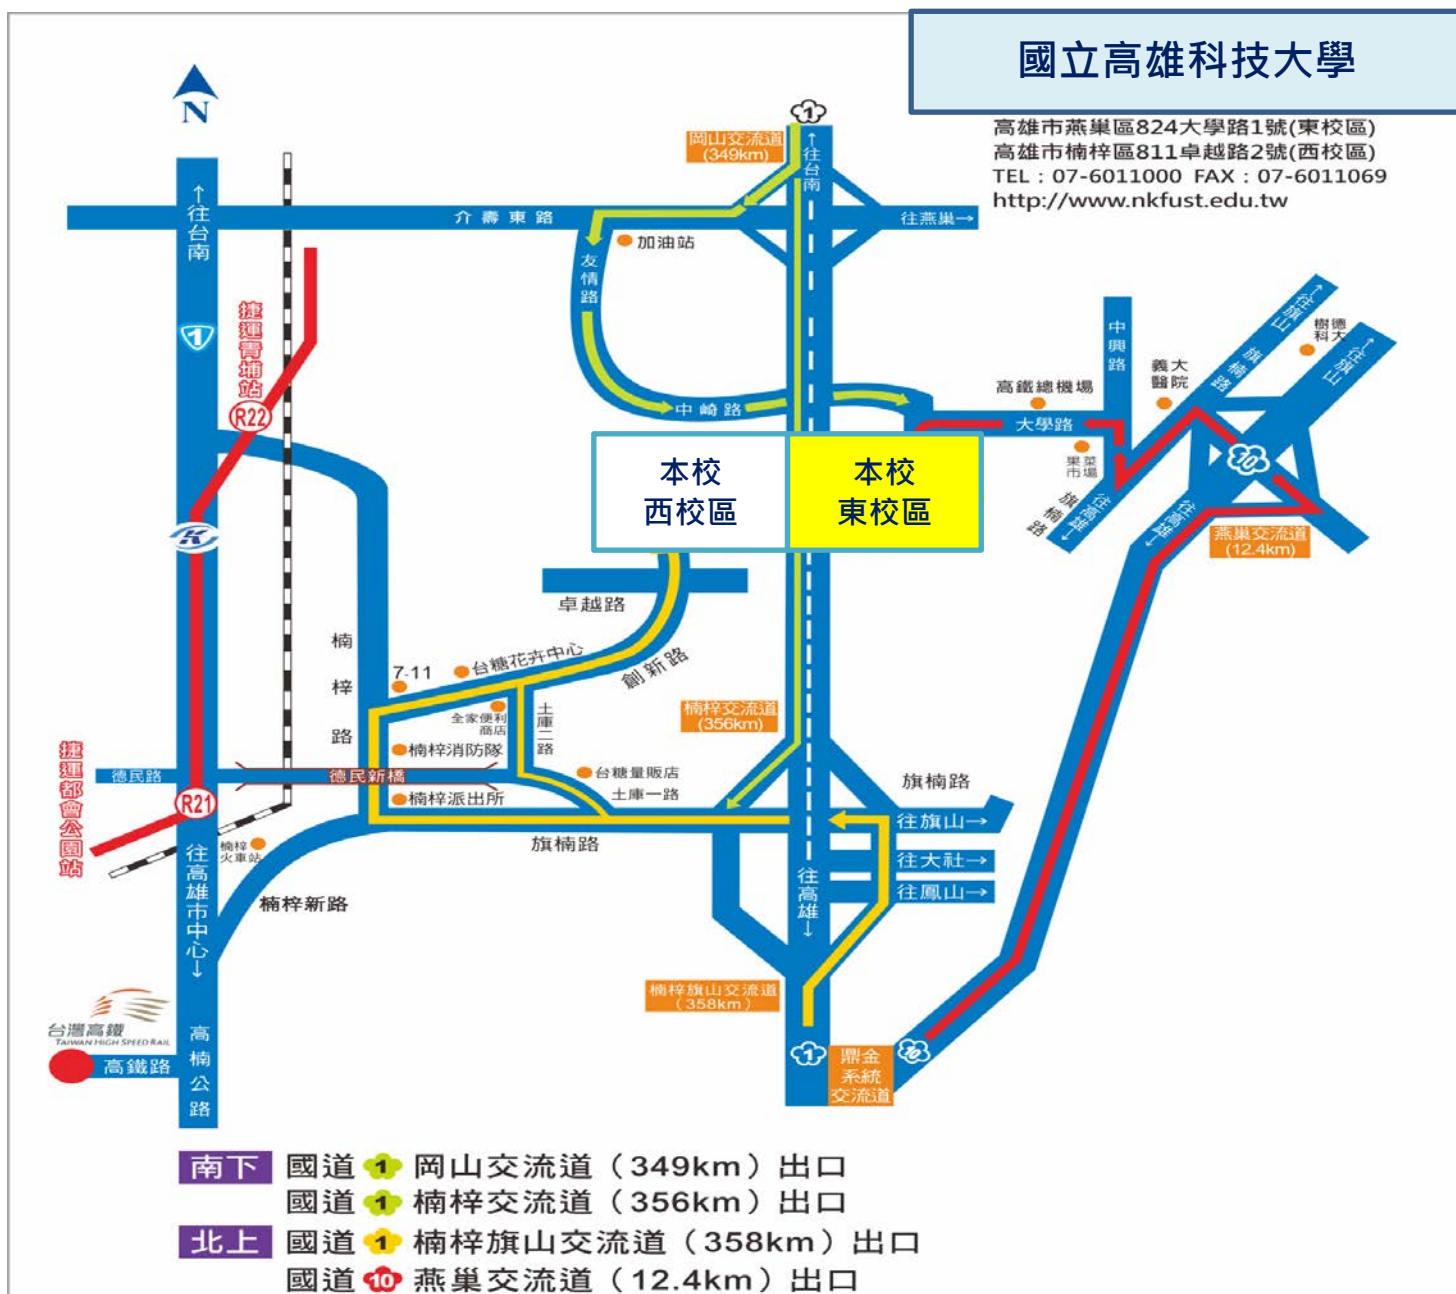 國立高雄科技大學
高雄市燕巢區824大學路1號(東校區)
高雄市楠梓區811卓越路2號(西校區)
TEL：07-6011000 FAX：07-6011069
http://www.nkfust.edu.tw
N
1
岡山交流道
(349km)
↑往台南
↑往台南
介壽東路
往燕巢→
加油站
友情路
1
捷運青埔站
R22
中崎路
中興路
高鐵總機場
大學路
義大
醫院
旗楠路
↑往旗山
樹德
科大
↑往旗山
果菜
市場
10
旗楠路
往高雄↓
往高雄↓
燕巢交流道
(12.4km)
本校
西校區
本校
東校區
K
卓越路
楠梓路
7-11
台糖花卉中心
創新路
全家便利
商店
土庫二路
楠梓交流道
(356km)
楠梓消防隊
捷運都會公園站
德民路
德民新橋
台糖量販店
旗楠路
R21
楠梓派出所
土庫一路
往旗山→
楠梓
火車站
旗楠路
往大社→
往高雄市中心↓
往高雄↓
往鳳山→
楠梓新路
楠梓旗山交流道
(358km)
台灣高鐵
TAIWAN HIGH SPEED RAIL
高鐵路
高楠公路
1
鼎金
系統
交流道
10
南下 國道 1 岡山交流道（349km）出口
國道 1 楠梓交流道（356km）出口
北上 國道 1 楠梓旗山交流道（358km）出口
國道 10 燕巢交流道（12.4km）出口